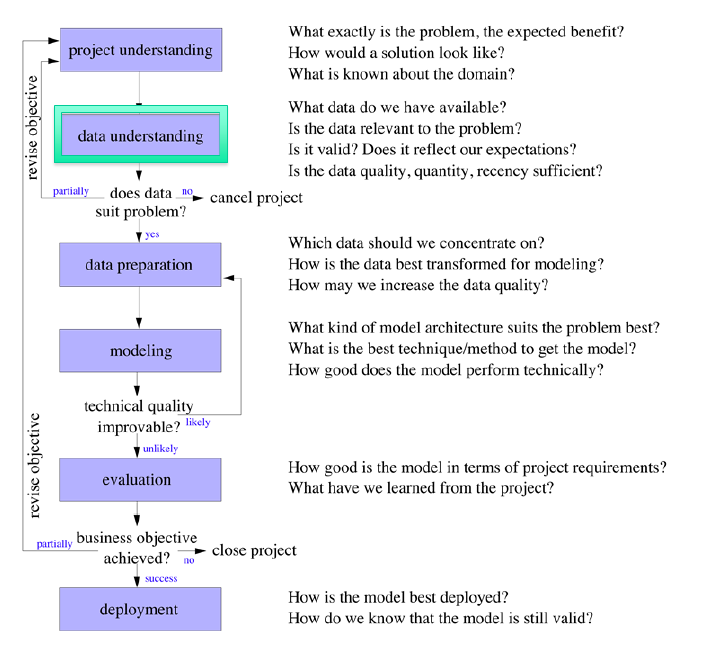 project understanding
What exactly is the problem, the expected benefit?
How would a solution look like?
What is known about the domain?
revise objective
data understanding
What data do we have available?
Is the data relevant to the problem?
Is it valid? Does it reflect our expectations?
Is the data quality, quantity, recency sufficient?
partially
does data
suit problem?
no
cancel project
yes
data preparation
Which data should we concentrate on?
How is the data best transformed for modeling?
How may we increase the data quality?
modeling
What kind of model architecture suits the problem best?
What is the best technique/method to get the model?
How good does the model perform technically?
technical quality
improvable?
likely
unlikely
revise objective
evaluation
How good is the model in terms of project requirements?
What have we learned from the project?
partially
business objective
achieved?
no
close project
success
deployment
How is the model best deployed?
How do we know that the model is still valid?